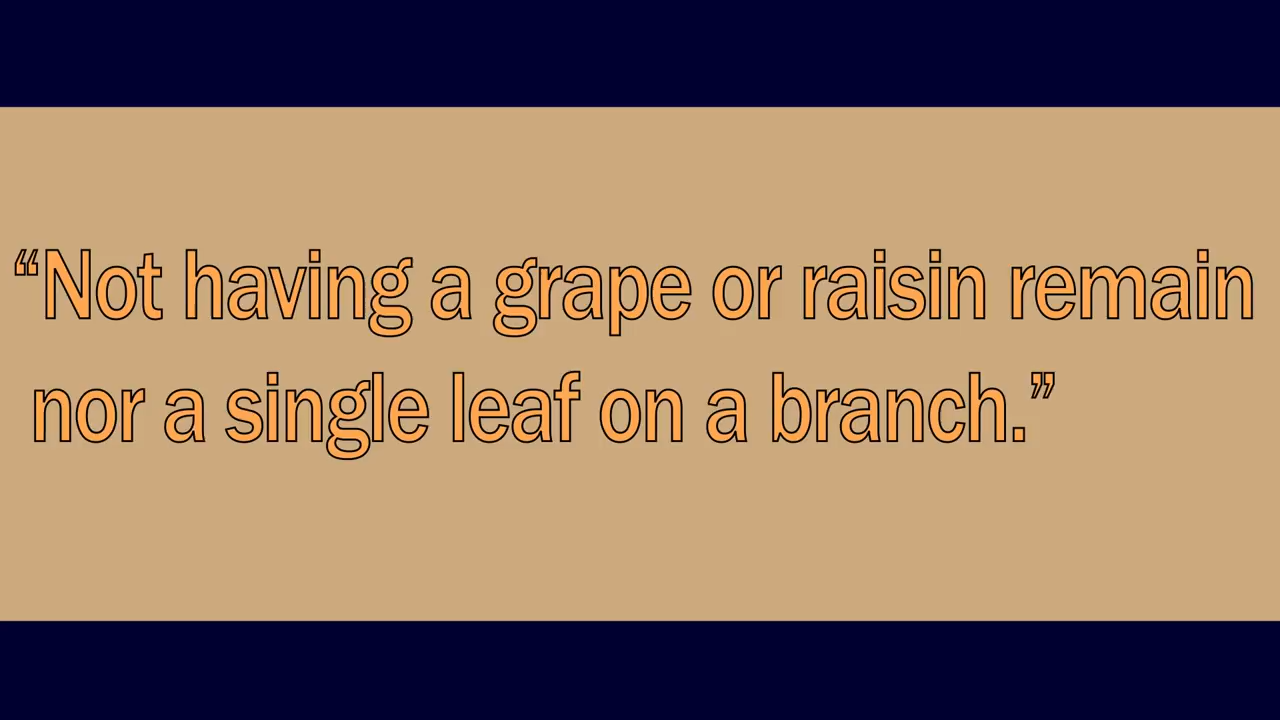 “Not having a grape or raisin remain
nor a single leaf on a branch.”